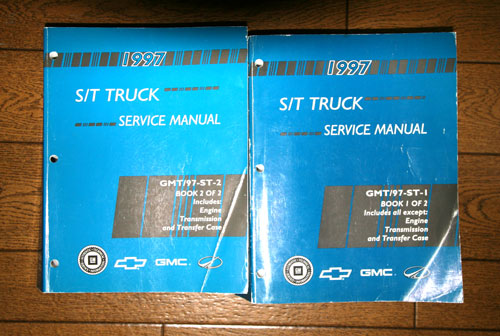 1997
S/T TRUCK
SERVICE MANUAL
GMT/97-ST-2
BOOK 2 OF 2
Includes:
Engine
Transmission
and Transfer Case
GM
GMC
1997
S/T TRUCK
SERVICE MANUAL
GMT/97-ST-1
BOOK 1 OF 2
Includes all except:
Engine
Transmission
and Transfer Case
GM
GMC